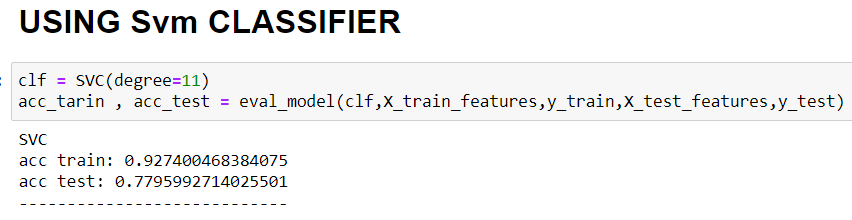 USING Svm CLASSIFIER
: clf = SVC(degree=11)
acc_tarin , acc_test = eval_model(clf,X_train_features,y_train,X_test_features,y_test)
SVC
acc train: 0.927400468384075
acc test: 0.7795992714025501
----------------------------